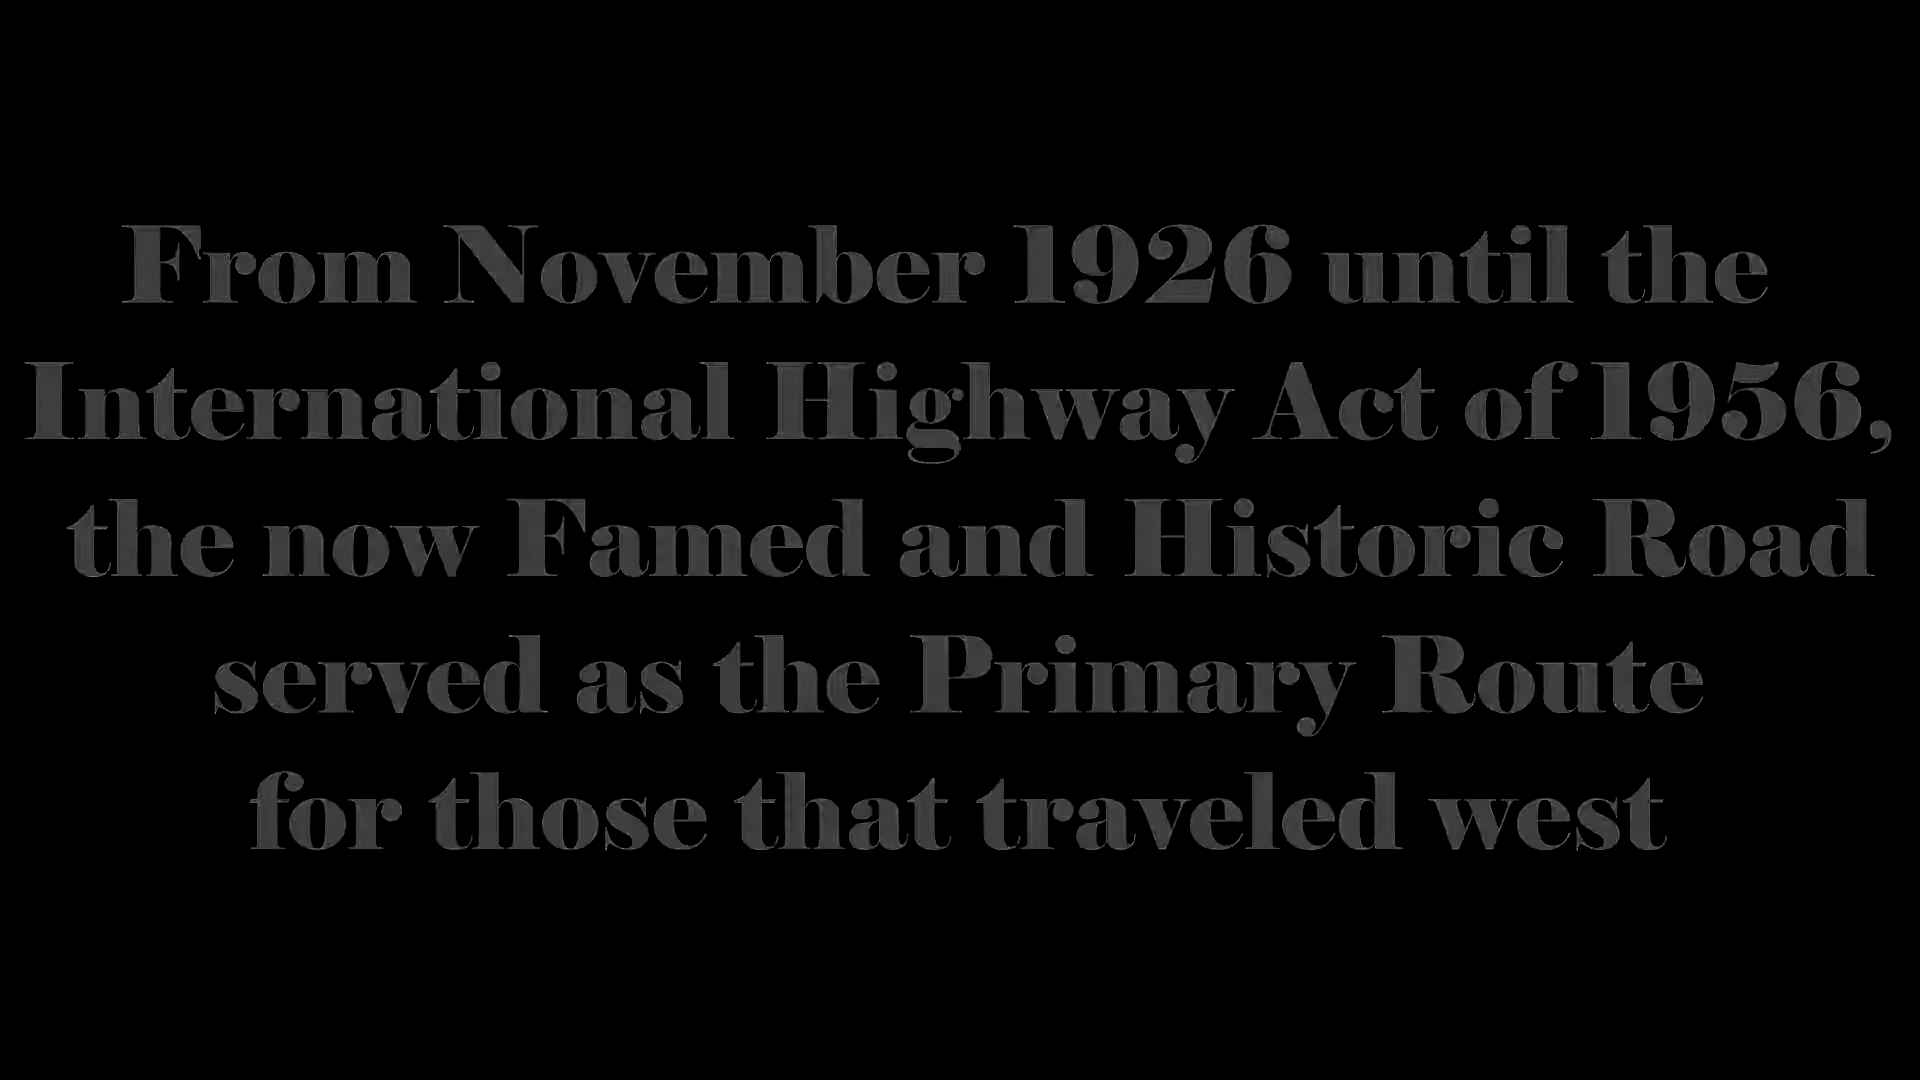 From November 1926 until the
International Highway Act of 1956,
the now Famed and Historic Road
served as the Primary Route
for those that traveled west